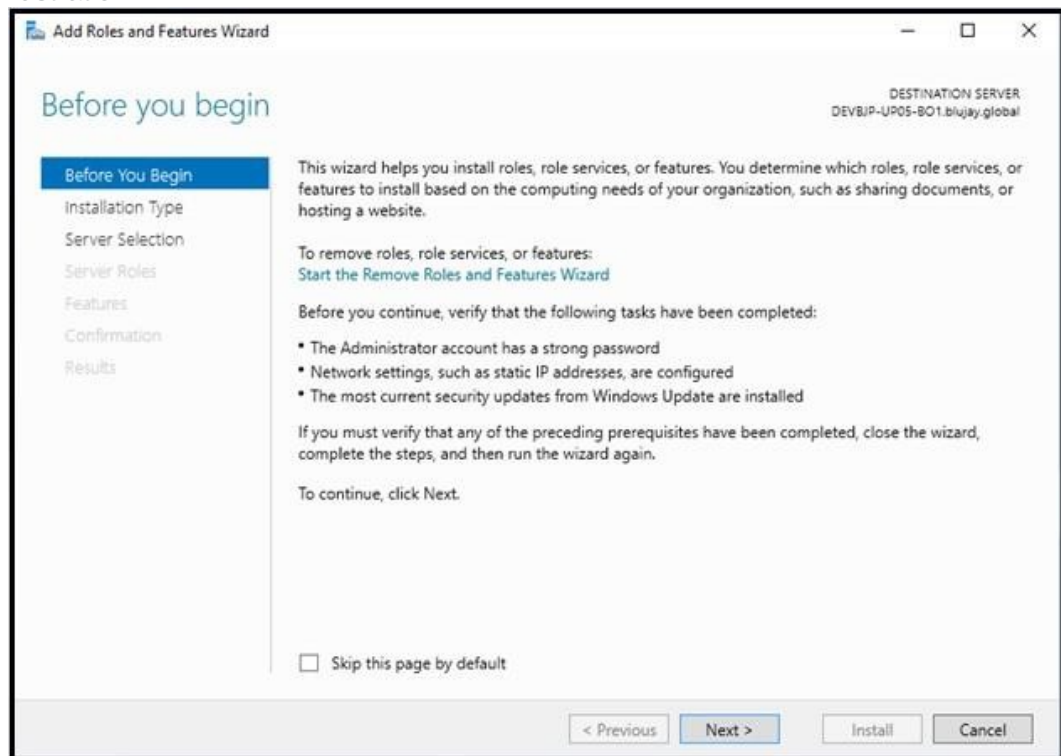 Add Roles and Features Wizard
Before you begin
DESTINATION SERVER
DEVBJP-UP05-BO1.blujay.global
Before You Begin
Installation Type
Server Selection
Server Roles
Features
Confirmation
Results
This wizard helps you install roles, role services, or features. You determine which roles, role services, or
features to install based on the computing needs of your organization, such as sharing documents, or
hosting a website.
To remove roles, role services, or features:
Start the Remove Roles and Features Wizard
Before you continue, verify that the following tasks have been completed:
• The Administrator account has a strong password
• Network settings, such as static IP addresses, are configured
• The most current security updates from Windows Update are installed
If you must verify that any of the preceding prerequisites have been completed, close the wizard,
complete the steps, and then run the wizard again.
To continue, click Next.
Skip this page by default
< Previous
Next >
Install
Cancel